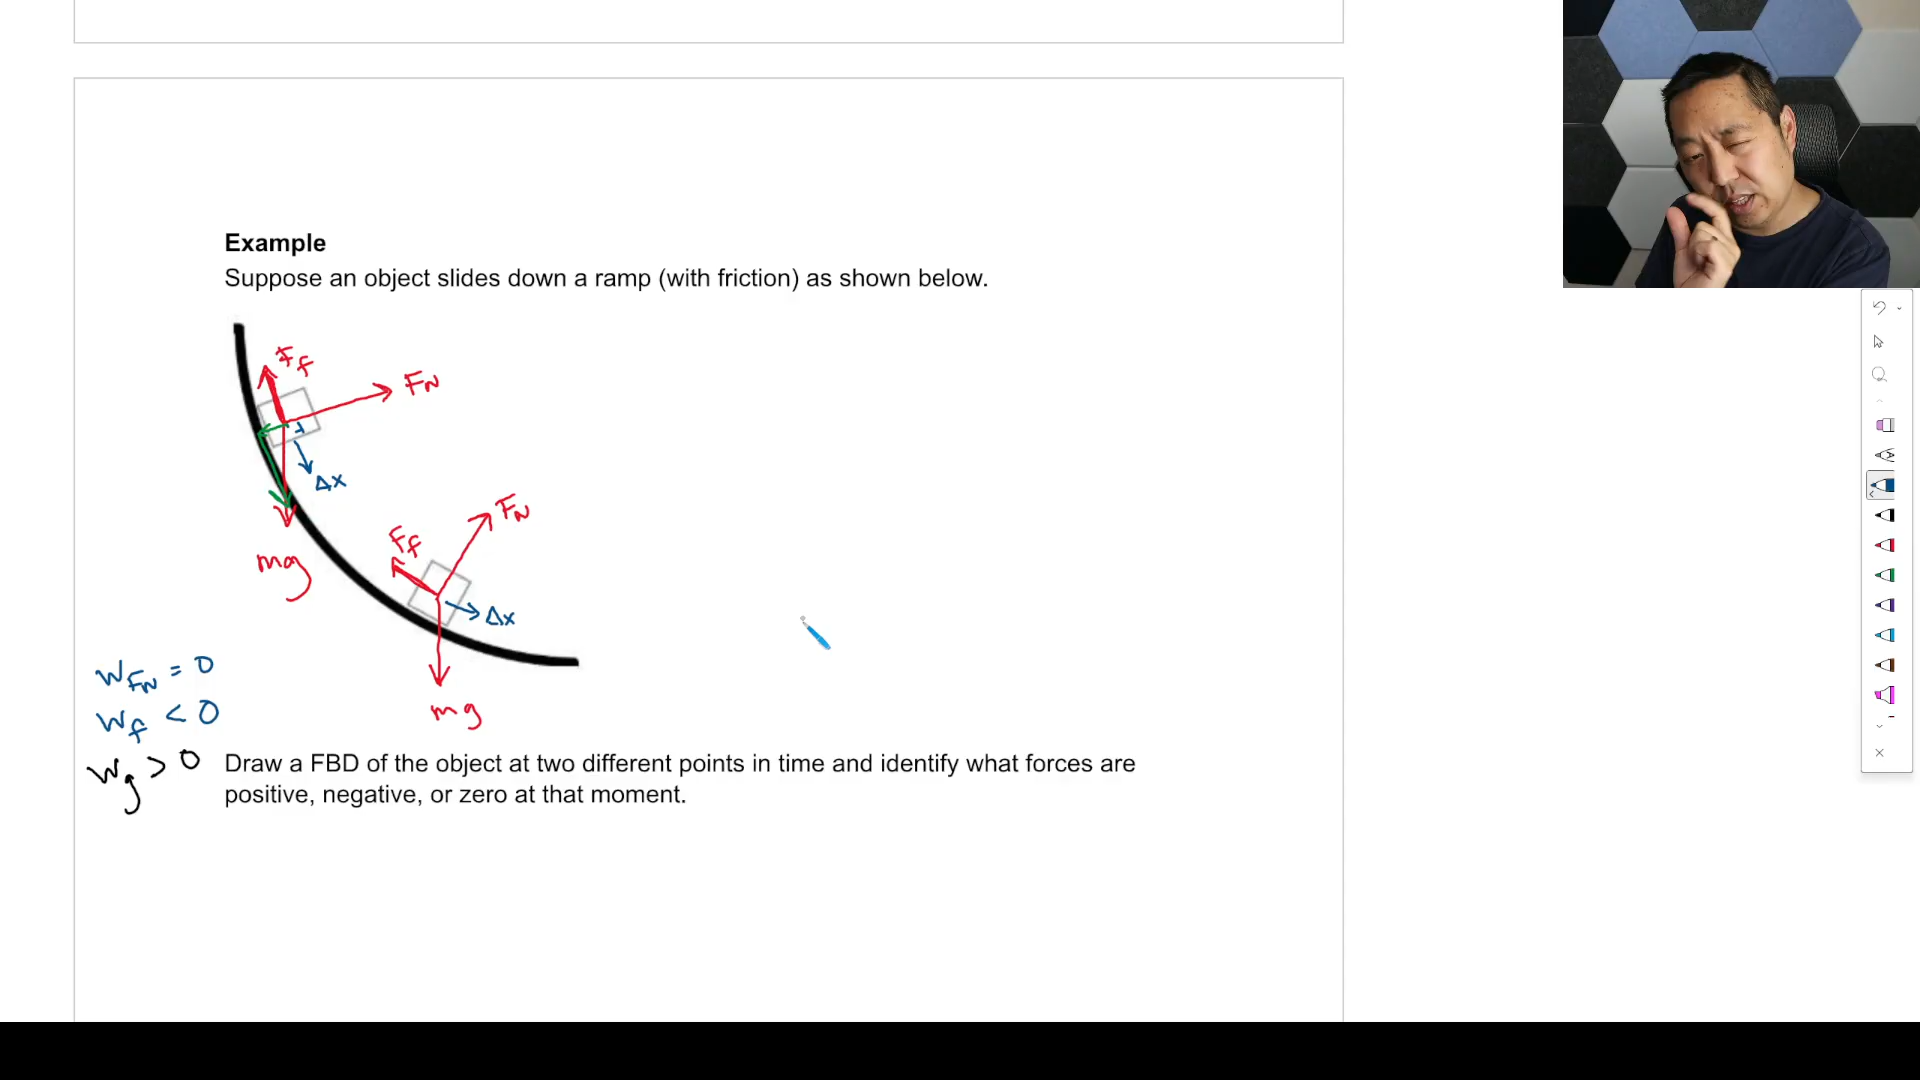 Example
Suppose an object slides down a ramp (with friction) as shown below.
Ff
FN
Δx
mg
FN
Ff
Δx
mg
WFN = 0
Wf < 0
Wg > 0
Draw a FBD of the object at two different points in time and identify what forces are
positive, negative, or zero at that moment.